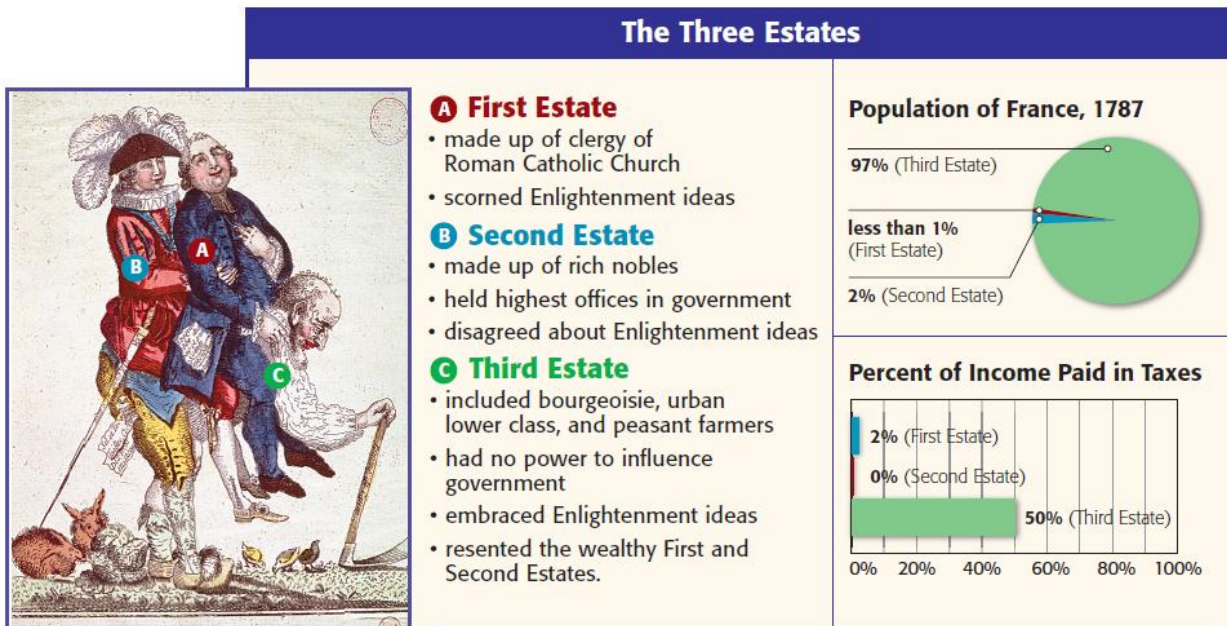 The Three Estates
B
A
C
A First Estate
• made up of clergy of
Roman Catholic Church
• scorned Enlightenment ideas
B Second Estate
• made up of rich nobles
• held highest offices in government
• disagreed about Enlightenment ideas
C Third Estate
• included bourgeoisie, urban
lower class, and peasant farmers
• had no power to influence
government
• embraced Enlightenment ideas
• resented the wealthy First and
Second Estates.
Population of France, 1787
97% (Third Estate)
less than 1%
(First Estate)
2% (Second Estate)
Percent of Income Paid in Taxes
2% (First Estate)
0% (Second Estate)
50% (Third Estate)
0% 20% 40% 60% 80% 100%